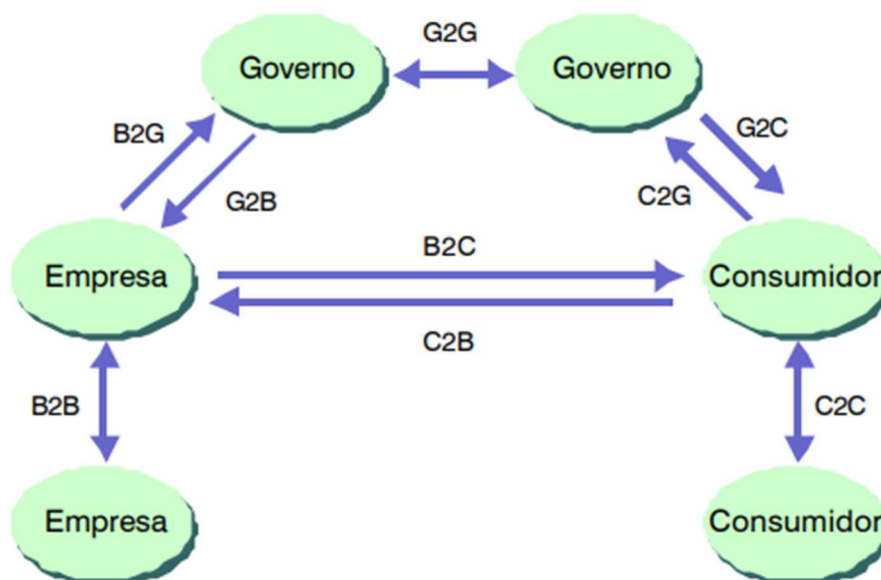 G2G
Governo
Governo
B2G
G2C
G2B
C2G
B2C
Empresa
Consumidor
C2B
B2B
C2C
Empresa
Consumidor